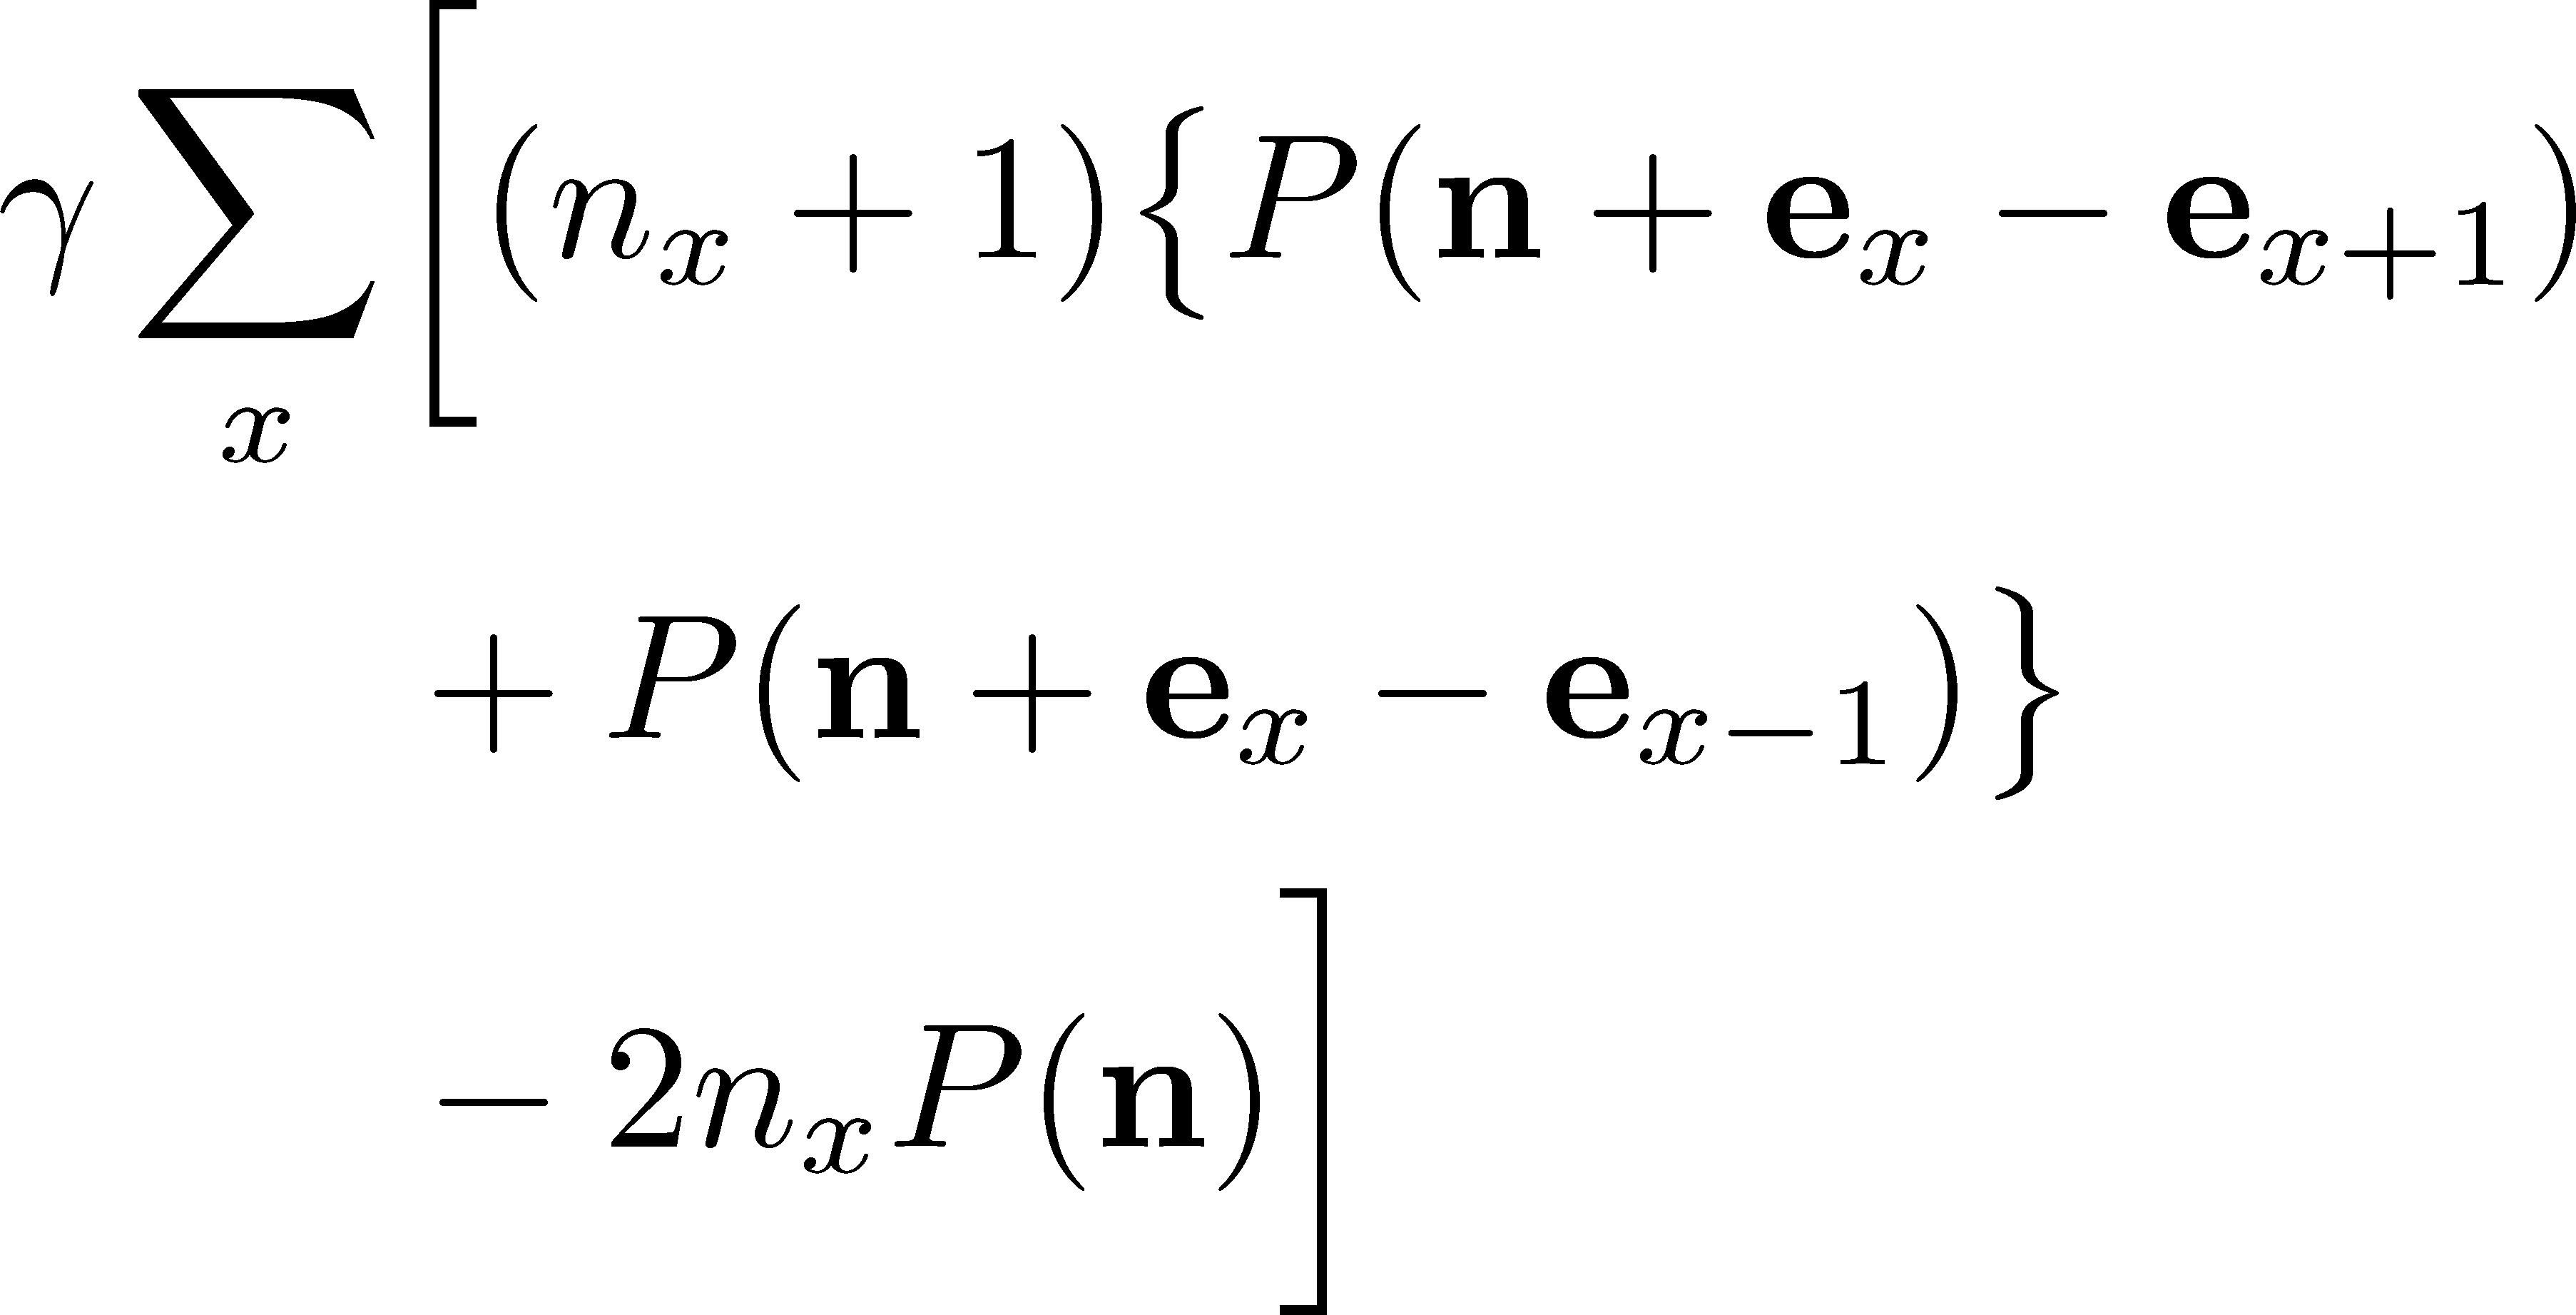 γ ∑_x [ (n_x + 1){P(𝐧 + 𝐞_x − 𝐞_{x+1})
+ P(𝐧 + 𝐞_x − 𝐞_{x−1})}
− 2n_x P(𝐧) ]